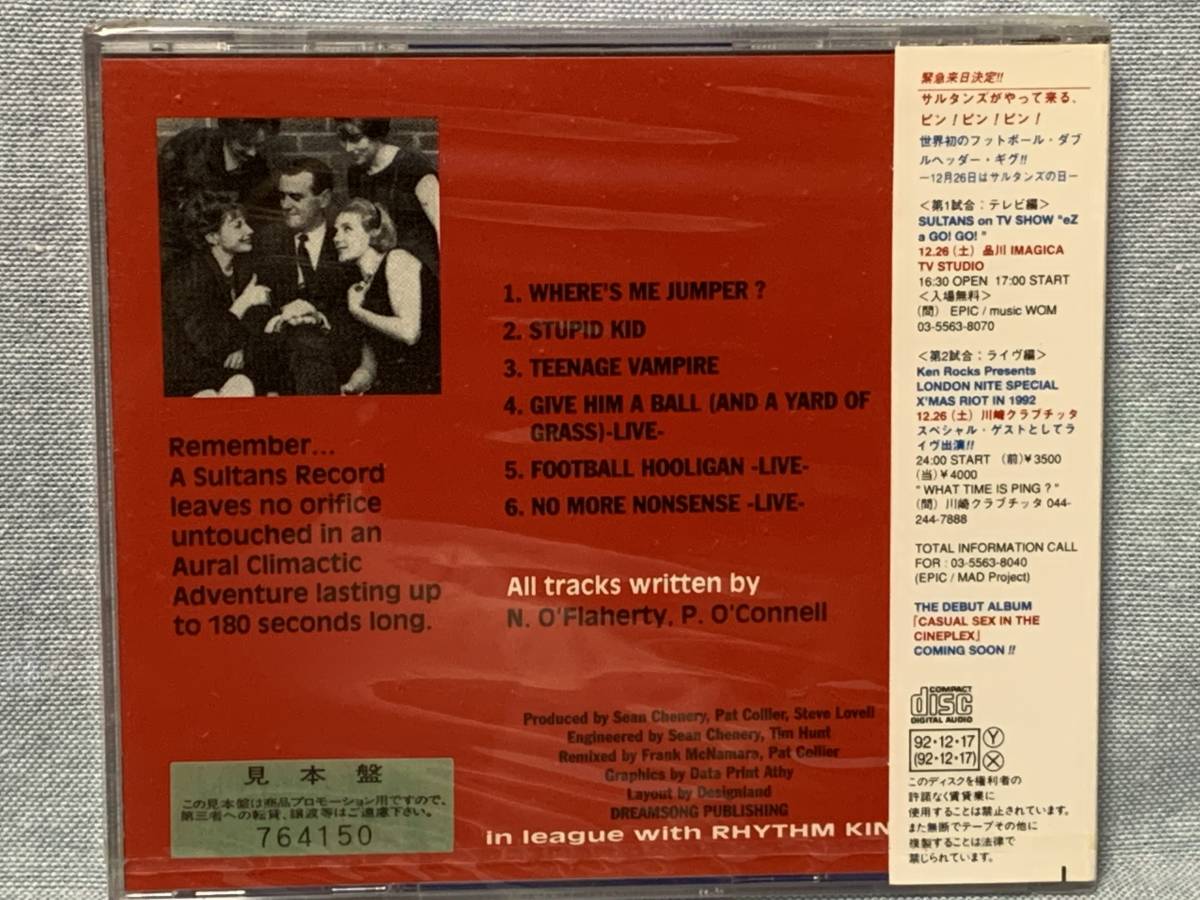 Remember...
A Sultans Record
leaves no orifice
untouched in an
Aural Climactic
Adventure lasting up
to 180 seconds long.
見本盤
この見本盤は商品プロモーション用ですので、
第三者への転貸、譲渡等はご遠慮下さい。
764150
1. WHERE'S ME JUMPER ?
2. STUPID KID
3. TEENAGE VAMPIRE
4. GIVE HIM A BALL (AND A YARD OF
GRASS)-LIVE-
5. FOOTBALL HOOLIGAN -LIVE-
6. NO MORE NONSENSE -LIVE-
All tracks written by
N. O'Flaherty, P. O'Connell
Produced by Sean Chenery, Pat Collier, Steve Lovell
Engineered by Sean Chenery, Tim Hunt
Remixed by Frank McNamara, Pat Collier
Graphics by Data Print Athy
Layout by Designland
DREAMSONG PUBLISHING
in league with RHYTHM KIN
緊急来日決定!!
サルタンズがやって来る、
ピン!ピン!ピン!
世界初のフットボール・ダブ
ルヘッダー・ギグ!!
—12月26日はサルタンズの日—
<第1試合:テレビ編>
SULTANS on TV SHOW "eZ
a GO! GO! "
12.26 (土) 品川 IMAGICA
TV STUDIO
16:30 OPEN 17:00 START
<入場無料>
(問) EPIC / music WOM
03-5563-8070
<第2試合:ライヴ編>
Ken Rocks Presents
LONDON NITE SPECIAL
X'MAS RIOT IN 1992
12.26 (土) 川崎クラブチッタ
スペシャル・ゲストとしてラ
イヴ出演!!
24:00 START (前)¥3500
(当)¥4000
" WHAT TIME IS PING ? "
(問) 川崎クラブチッタ 044-
244-7888
TOTAL INFORMATION CALL
FOR : 03-5563-8040
(EPIC / MAD Project)
THE DEBUT ALBUM
「CASUAL SEX IN THE
CINEPLEX」
COMING SOON !!
COMPACT
disc
DIGITAL AUDIO
92・12・17 Y
(92・12・17) X
このディスクを権利者の
許諾なく賃貸業に
使用することは禁じられています。
また無断でテープその他に
複製することは法律で
禁じられています。